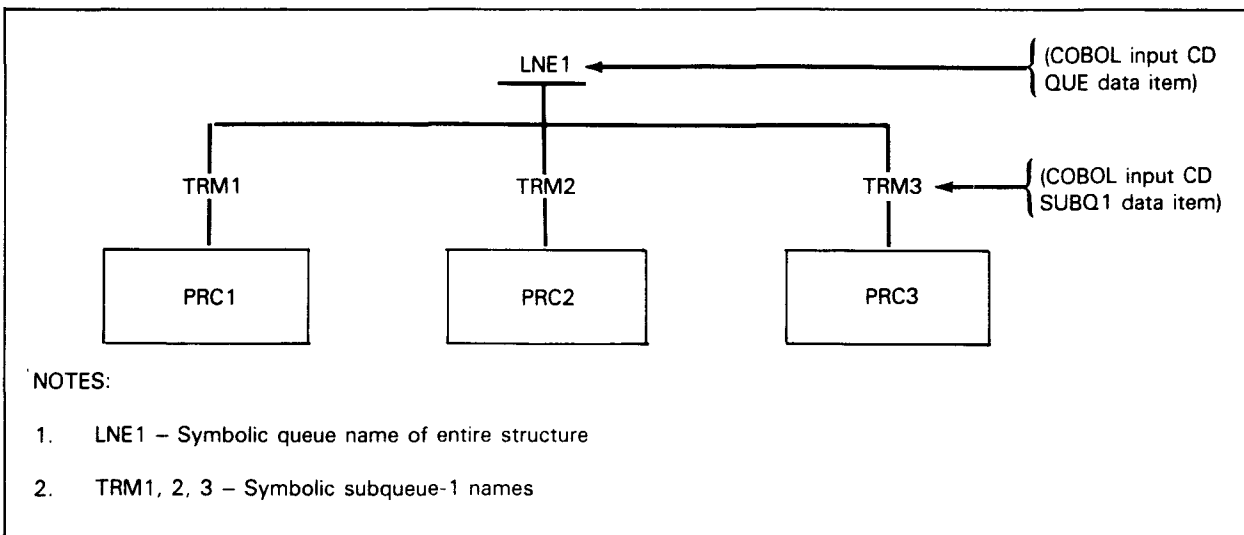 LNE1
(COBOL input CD
QUE data item)
TRM1 TRM2 TRM3
(COBOL input CD
SUBQ1 data item)
PRC1 PRC2 PRC3
NOTES:
1. LNE1 – Symbolic queue name of entire structure
2. TRM1, 2, 3 – Symbolic subqueue-1 names